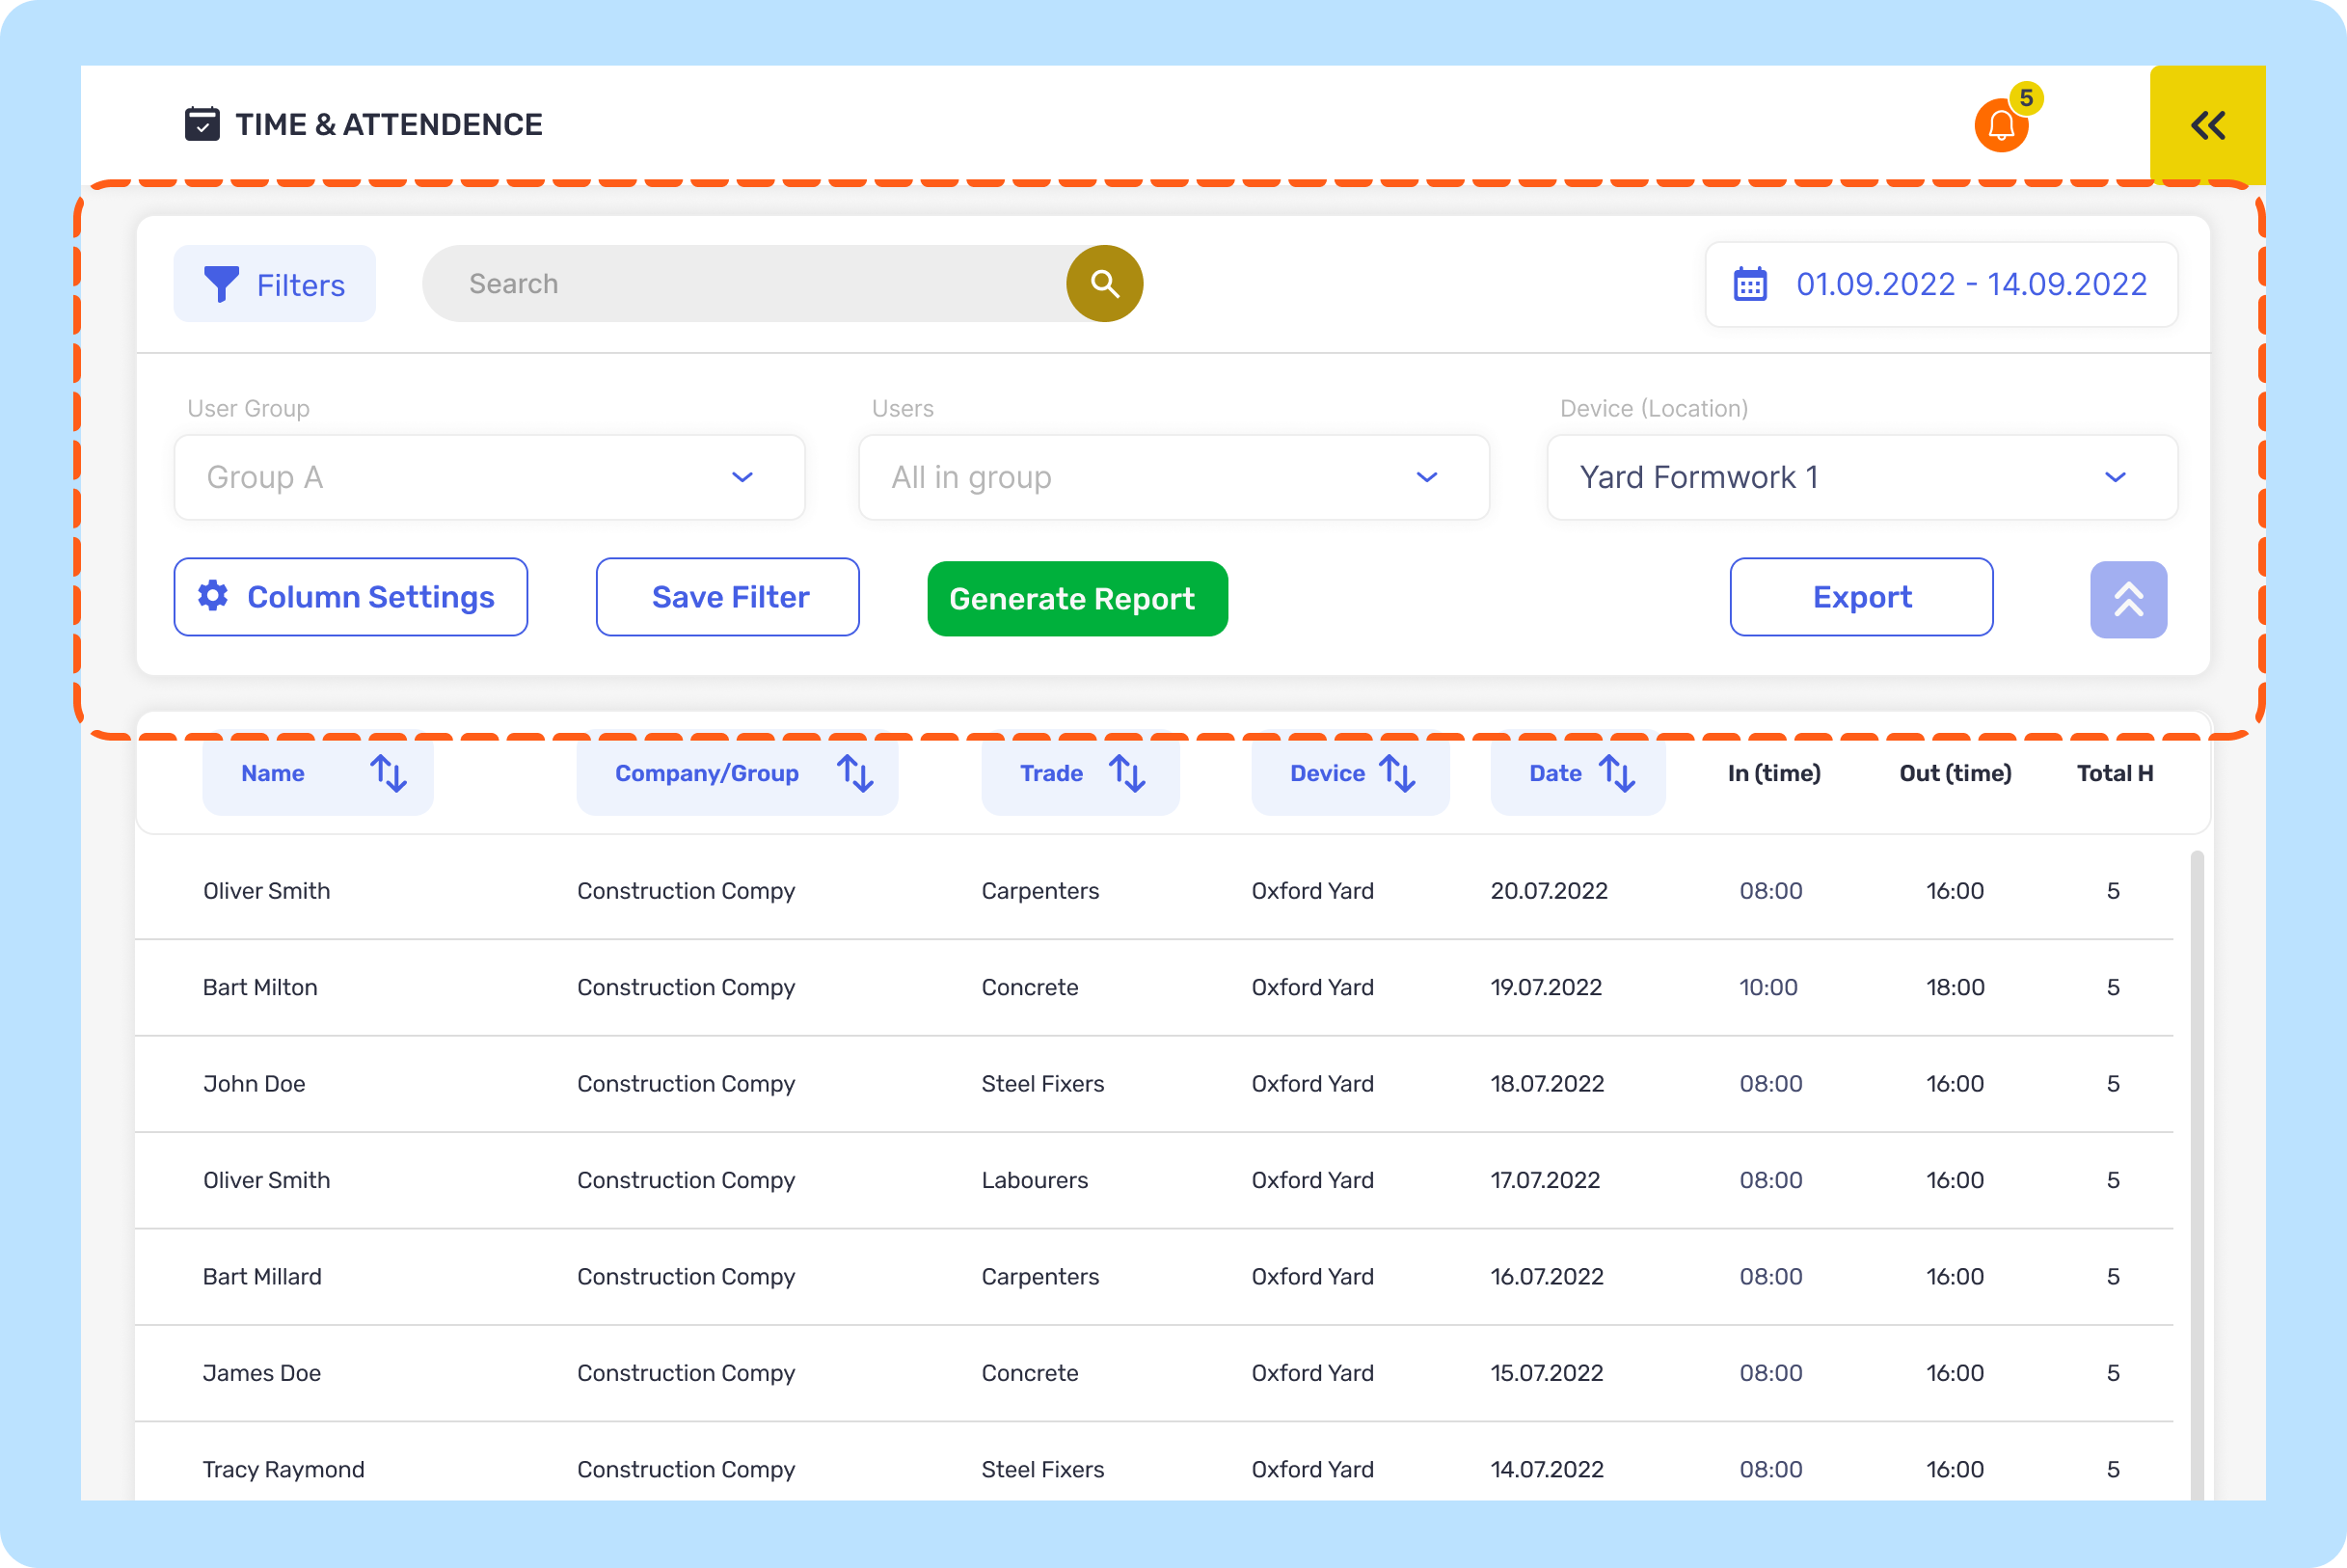 TIME & ATTENDENCE
5
Filters
Search
01.09.2022 - 14.09.2022
User Group
Users
Device (Location)
Group A
All in group
Yard Formwork 1
Column Settings
Save Filter
Generate Report
Export
Name Company/Group Trade Device Date In (time) Out (time) Total H
Oliver Smith Construction Compy Carpenters Oxford Yard 20.07.2022 08:00 16:00 5
Bart Milton Construction Compy Concrete Oxford Yard 19.07.2022 10:00 18:00 5
John Doe Construction Compy Steel Fixers Oxford Yard 18.07.2022 08:00 16:00 5
Oliver Smith Construction Compy Labourers Oxford Yard 17.07.2022 08:00 16:00 5
Bart Millard Construction Compy Carpenters Oxford Yard 16.07.2022 08:00 16:00 5
James Doe Construction Compy Concrete Oxford Yard 15.07.2022 08:00 16:00 5
Tracy Raymond Construction Compy Steel Fixers Oxford Yard 14.07.2022 08:00 16:00 5